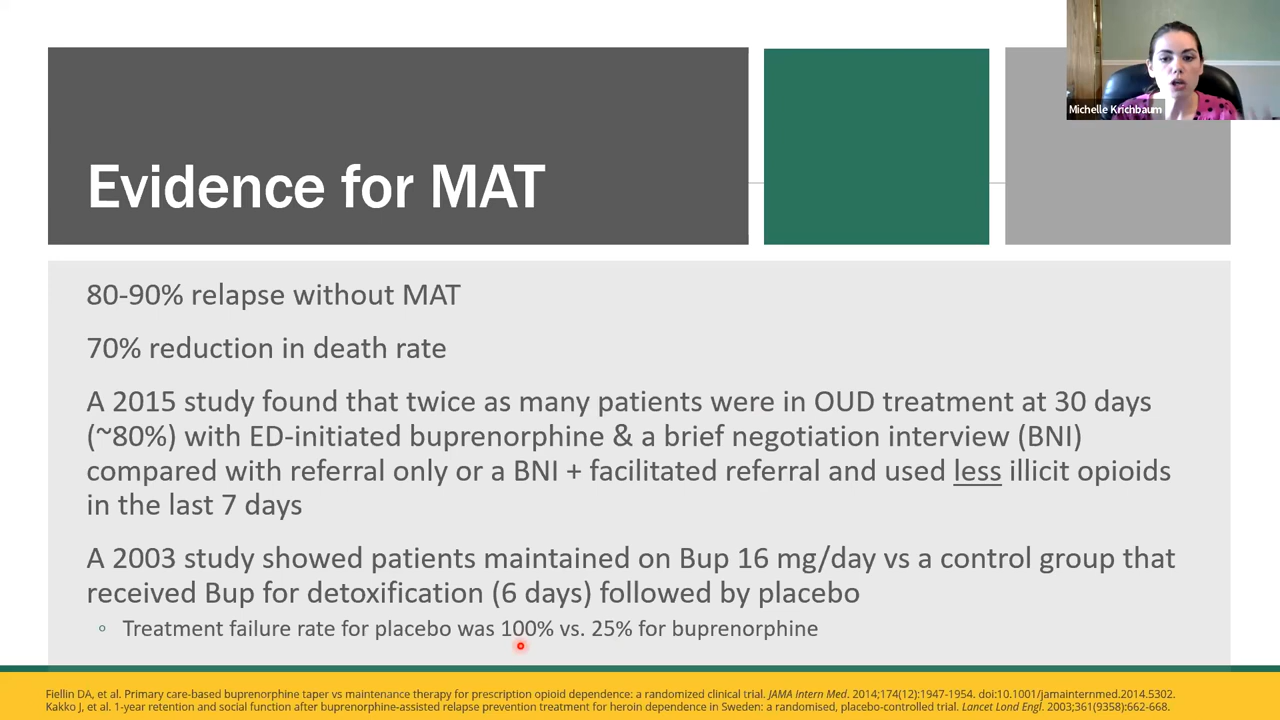 Michelle Krichbaum
Evidence for MAT
80-90% relapse without MAT
70% reduction in death rate
A 2015 study found that twice as many patients were in OUD treatment at 30 days
(~80%) with ED-initiated buprenorphine & a brief negotiation interview (BNI)
compared with referral only or a BNI + facilitated referral and used less illicit opioids
in the last 7 days
A 2003 study showed patients maintained on Bup 16 mg/day vs a control group that
received Bup for detoxification (6 days) followed by placebo
◦ Treatment failure rate for placebo was 100% vs. 25% for buprenorphine
Fiellin DA, et al. Primary care-based buprenorphine taper vs maintenance therapy for prescription opioid dependence: a randomized clinical trial. JAMA Intern Med. 2014;174(12):1947-1954. doi:10.1001/jamainternmed.2014.5302.
Kakko J, et al. 1-year retention and social function after buprenorphine-assisted relapse prevention treatment for heroin dependence in Sweden: a randomised, placebo-controlled trial. Lancet Lond Engl. 2003;361(9358):662-668.